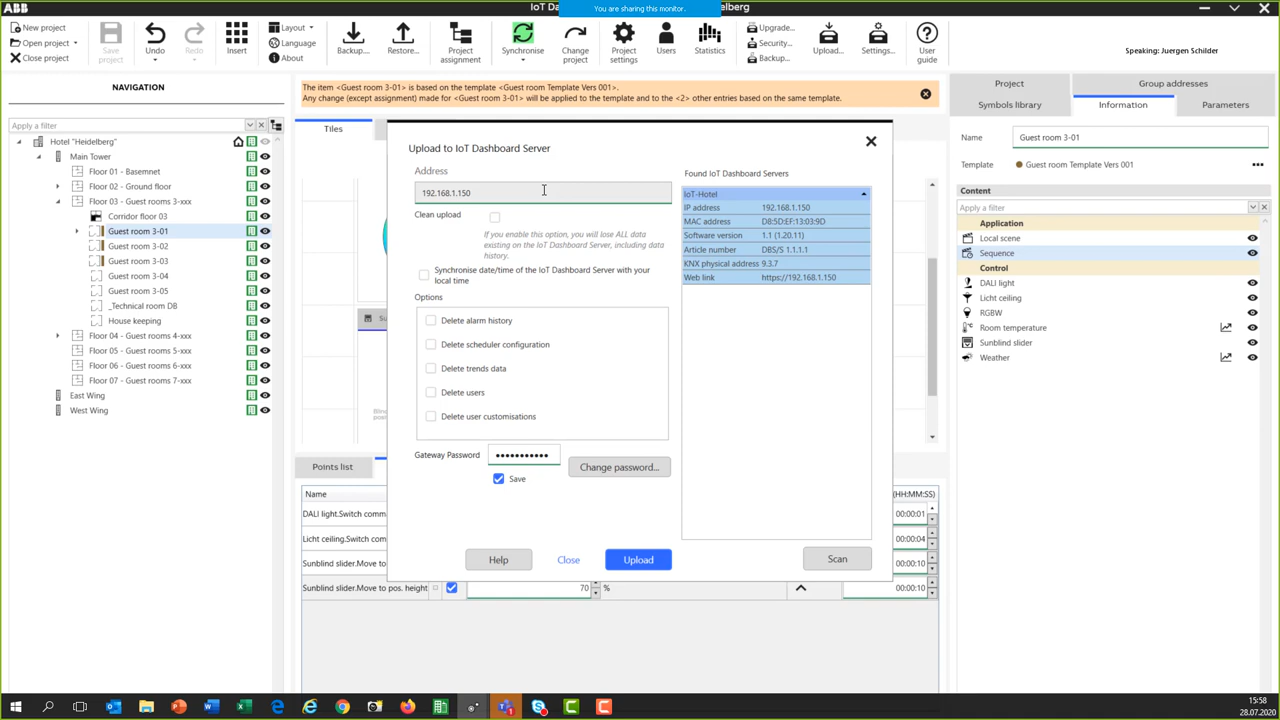 ABB
IoT Da
elberg
You are sharing this monitor.
New project
Open project
Close project
Save project
Undo
Redo
Insert
Layout
Language
About
Backup...
Restore...
Project assignment
Synchronise
Change project
Project settings
Users
Statistics
Upgrade...
Security...
Backup...
Upload...
Settings...
User guide
Speaking: Juergen Schilder
NAVIGATION
Apply a filter
Hotel "Heidelberg"
Main Tower
Floor 01 - Basemnet
Floor 02 - Ground floor
Floor 03 - Guest rooms 3-xxx
Corridor floor 03
Guest room 3-01
Guest room 3-02
Guest room 3-03
Guest room 3-04
Guest room 3-05
_Technical room DB
House keeping
Floor 04 - Guest rooms 4-xxx
Floor 05 - Guest rooms 5-xxx
Floor 06 - Guest rooms 6-xxx
Floor 07 - Guest rooms 7-xxx
East Wing
West Wing
The item <Guest room 3-01> is based on the template <Guest room Template Vers 001>.
Any change (except assignment) made for <Guest room 3-01> will be applied to the template and to the <2> other entries based on the same template.
Tiles
Su
Blin
pos
Upload to IoT Dashboard Server
Address
192.168.1.150
Clean upload
If you enable this option, you will lose ALL data
existing on the IoT Dashboard Server, including data
history.
Synchronise date/time of the IoT Dashboard Server with your
local time
Options
Delete alarm history
Delete scheduler configuration
Delete trends data
Delete users
Delete user customisations
Gateway Password
•••••••••••
Change password...
Save
Help
Close
Upload
Found IoT Dashboard Servers
IoT-Hotel
IP address 192.168.1.150
MAC address D8:5D:EF:13:03:9D
Software version 1.1 (1.20.11)
Article number DBS/S 1.1.1.1
KNX physical address 9.3.7
Web link https://192.168.1.150
Scan
Points list
Name
(HH:MM:SS)
DALI light.Switch comm
00:00:01
Licht ceiling.Switch com
00:00:04
Sunblind slider.Move to
00:00:10
Sunblind slider.Move to pos. height
70
%
00:00:10
Project
Group addresses
Symbols library
Information
Parameters
Name
Guest room 3-01
Template
Guest room Template Vers 001
Content
Apply a filter
Application
Local scene
Sequence
Control
DALI light
Licht ceiling
RGBW
Room temperature
Sunblind slider
Weather
15:58
28.07.2020